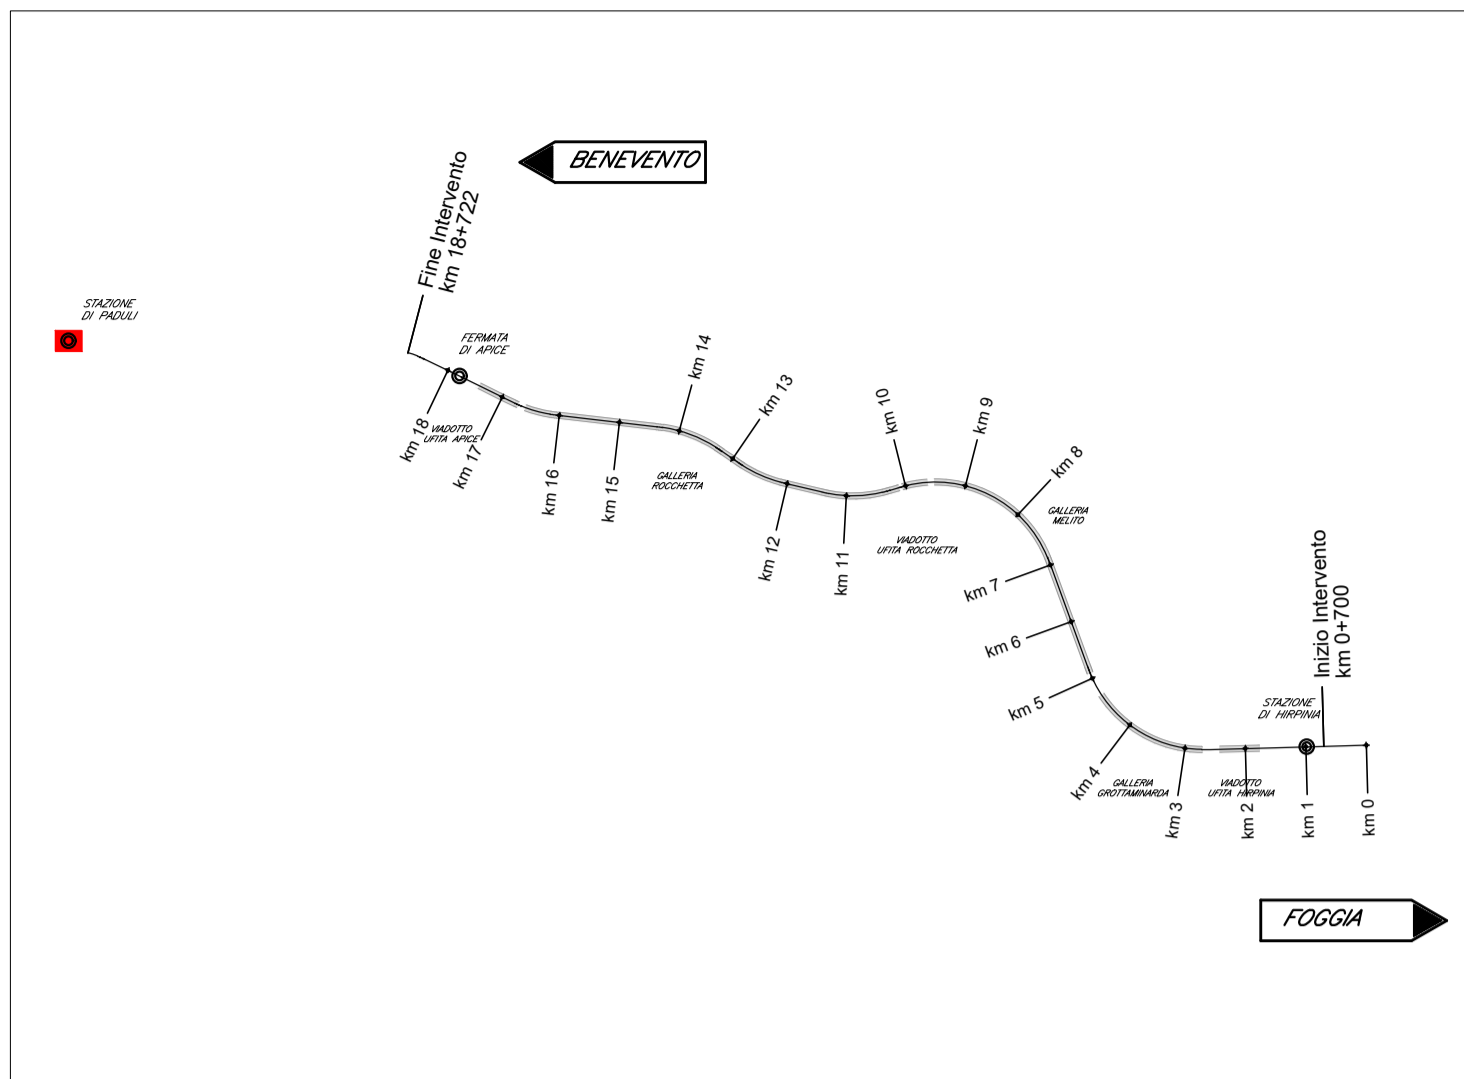 BENEVENTO
Fine Intervento
km 18+722
STAZIONE
DI PADULI
FERMATA
DI APICE
km 18
VIADOTTO
UFITA APICE
km 17
km 16
km 15
GALLERIA
ROCCHETTA
km 14
km 13
km 12
km 11
km 10
VIADOTTO
UFITA ROCCHETTA
km 9
km 8
GALLERIA
MELITO
km 7
km 6
km 5
km 4
GALLERIA
GROTTAMINARDA
km 3
VIADOTTO
UFITA HIRPINIA
km 2
STAZIONE
DI HIRPINIA
Inizio Intervento
km 0+700
km 1
km 0
FOGGIA